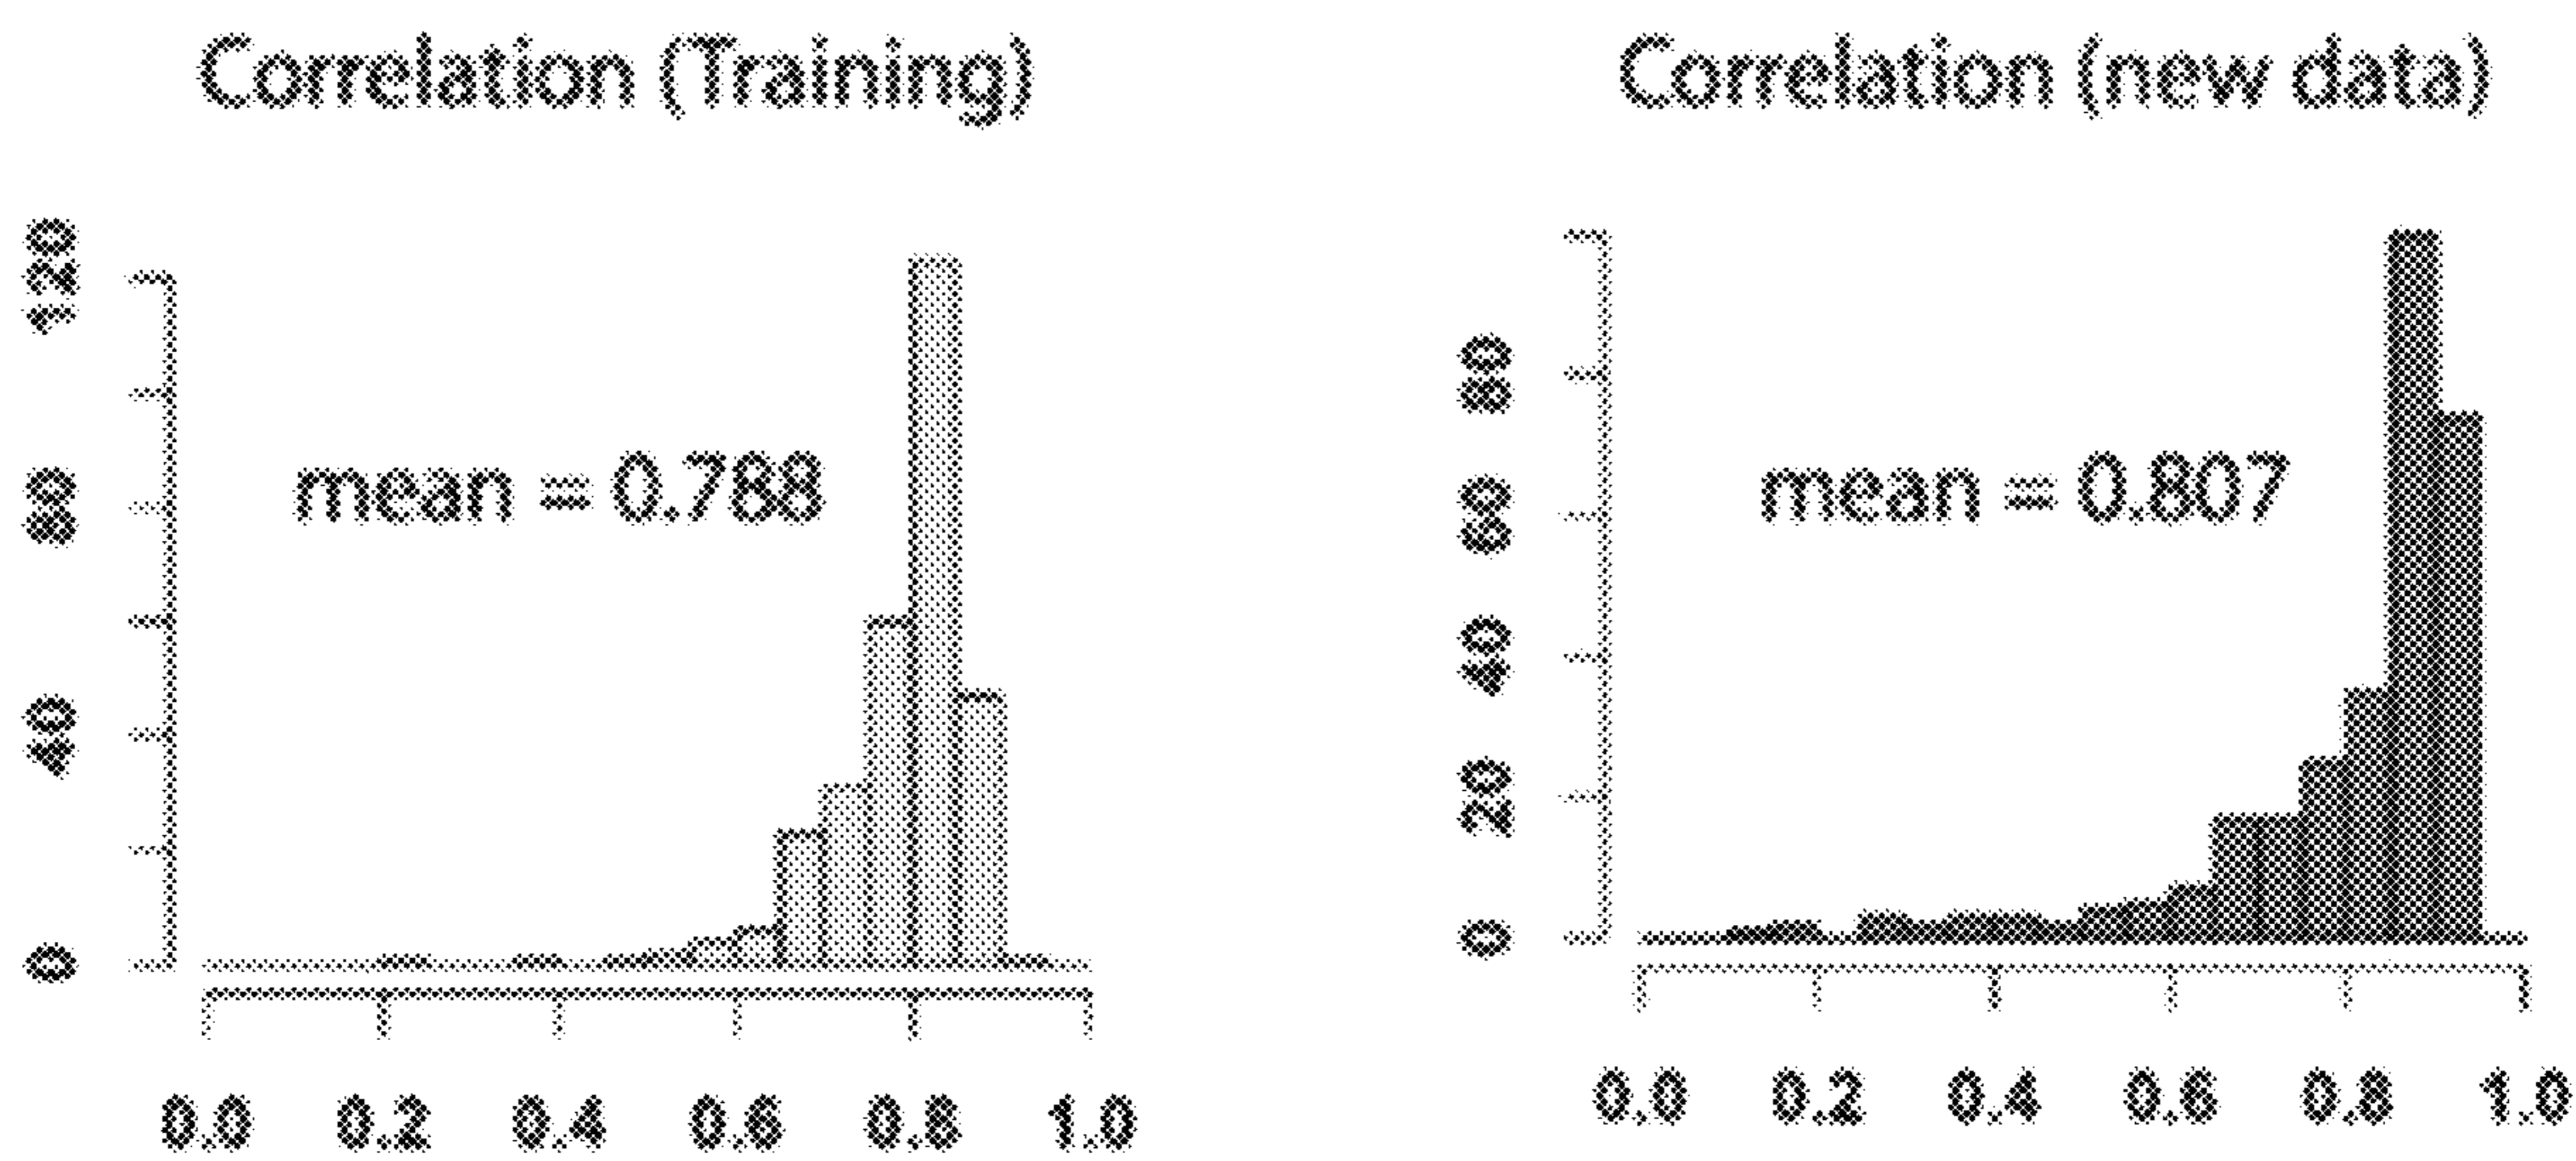 Correlation (Training)
120
80
40
0
mean = 0.788
0.0 0.2 0.4 0.6 0.8 1.0
Correlation (new data)
80
60
40
20
0
mean = 0.807
0.0 0.2 0.4 0.6 0.8 1.0